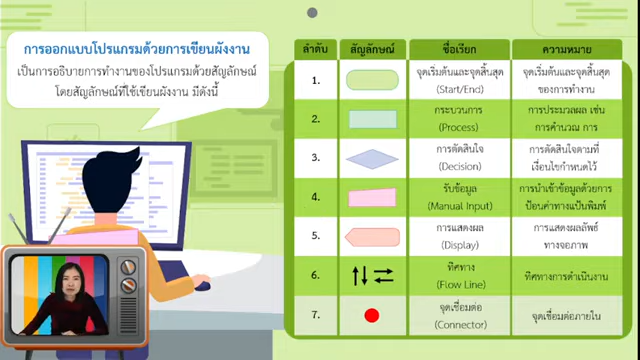 การออกแบบโปรแกรมด้วยการเขียนผังงาน
เป็นการอธิบายการทำงานของโปรแกรมด้วยสัญลักษณ์
โดยสัญลักษณ์ที่ใช้เขียนผังงาน มีดังนี้
ลำดับ สัญลักษณ์ ชื่อเรียก ความหมาย
1. จุดเริ่มต้นและจุดสิ้นสุด จุดเริ่มต้นและจุดสิ้นสุด
(Start/End) ของการทำงาน
2. กระบวนการ การประมวลผล เช่น
(Process) การคำนวณ การ
3. การตัดสินใจ การตัดสินใจตามที่
(Decision) เงื่อนไขกำหนดไว้
4. รับข้อมูล การนำเข้าข้อมูลด้วยการ
(Manual Input) ป้อนค่าทางแป้นพิมพ์
5. การแสดงผล การแสดงผลลัพธ์
(Display) ทางจอภาพ
6. ทิศทาง ทิศทางการดำเนินงาน
(Flow Line)
7. จุดเชื่อมต่อ จุดเชื่อมต่อภายใน
(Connector)